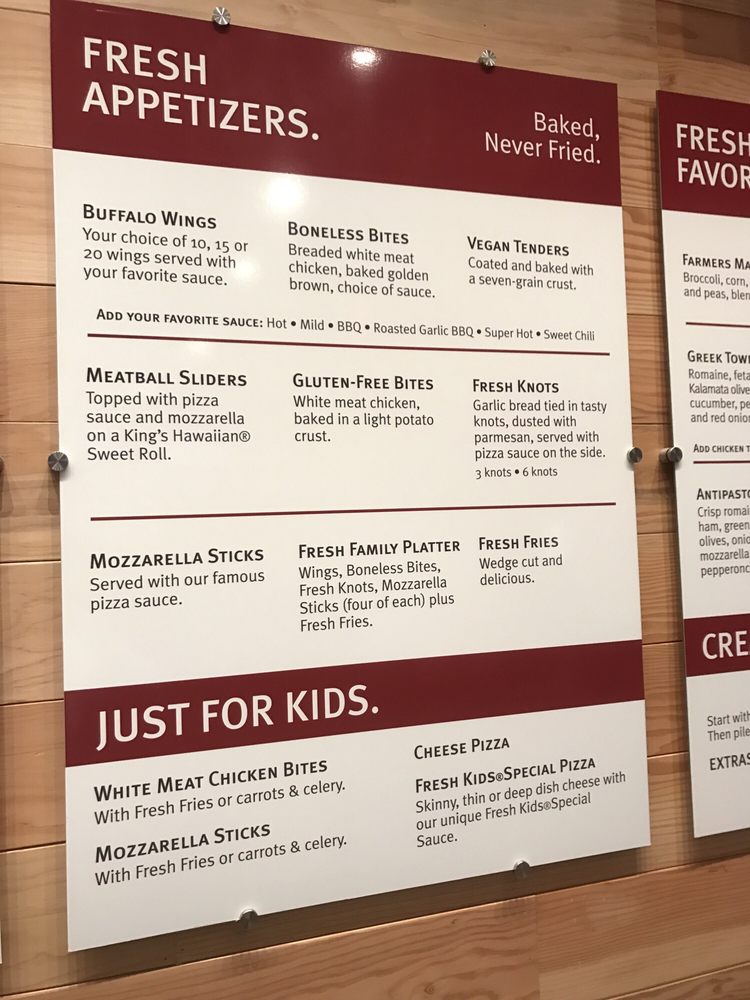 FRESH
APPETIZERS.
Baked,
Never Fried.
BUFFALO WINGS
Your choice of 10, 15 or
20 wings served with
your favorite sauce.
BONELESS BITES
Breaded white meat
chicken, baked golden
brown, choice of sauce.
VEGAN TENDERS
Coated and baked with
a seven-grain crust.
ADD YOUR FAVORITE SAUCE: Hot • Mild • BBQ • Roasted Garlic BBQ • Super Hot • Sweet Chili
MEATBALL SLIDERS
Topped with pizza
sauce and mozzarella
on a King's Hawaiian®
Sweet Roll.
GLUTEN-FREE BITES
White meat chicken,
baked in a light potato
crust.
FRESH KNOTS
Garlic bread tied in tasty
knots, dusted with
parmesan, served with
pizza sauce on the side.
3 knots • 6 knots
MOZZARELLA STICKS
Served with our famous
pizza sauce.
FRESH FAMILY PLATTER
Wings, Boneless Bites,
Fresh Knots, Mozzarella
Sticks (four of each) plus
Fresh Fries.
FRESH FRIES
Wedge cut and
delicious.
JUST FOR KIDS.
WHITE MEAT CHICKEN BITES
With Fresh Fries or carrots & celery.
MOZZARELLA STICKS
With Fresh Fries or carrots & celery.
CHEESE PIZZA
FRESH KIDS®SPECIAL PIZZA
Skinny, thin or deep dish cheese with
our unique Fresh Kids®Special
Sauce.
FRESH
FAVOR
FARMERS MA
Broccoli, corn,
and peas, blen
GREEK TOWN
Romaine, feta
Kalamata olive
cucumber, pe
and red onion
ADD CHICKEN T
ANTIPASTO
Crisp romai
ham, green
olives, onio
mozzarella
pepperonc
CRE
Start with
Then pile
EXTRAS